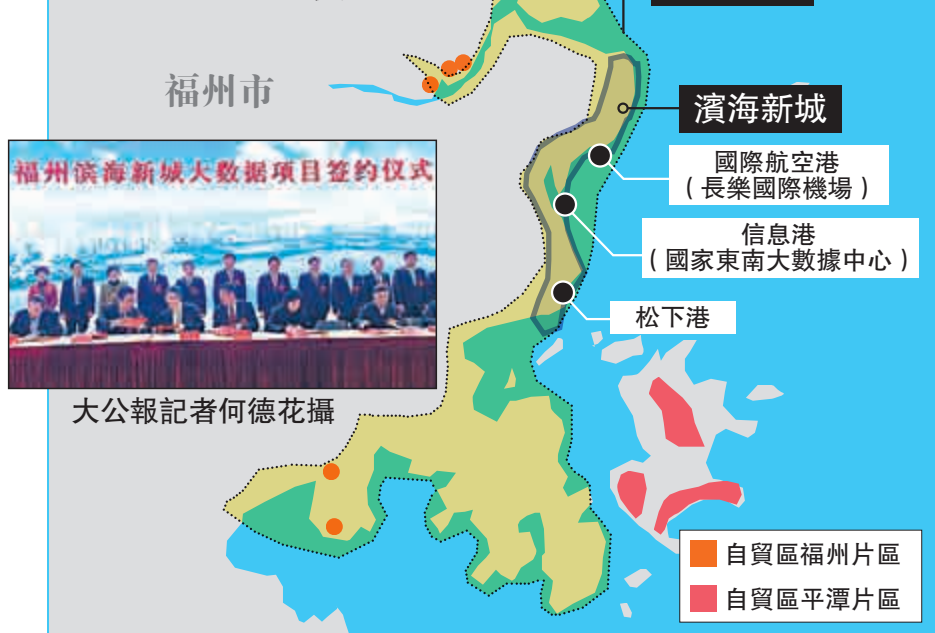 福州市
濱海新城
福州滨海新城大数据项目签约仪式
國際航空港
（長樂國際機場）
信息港
（國家東南大數據中心）
松下港
大公報記者何德花攝
自貿區福州片區
自貿區平潭片區